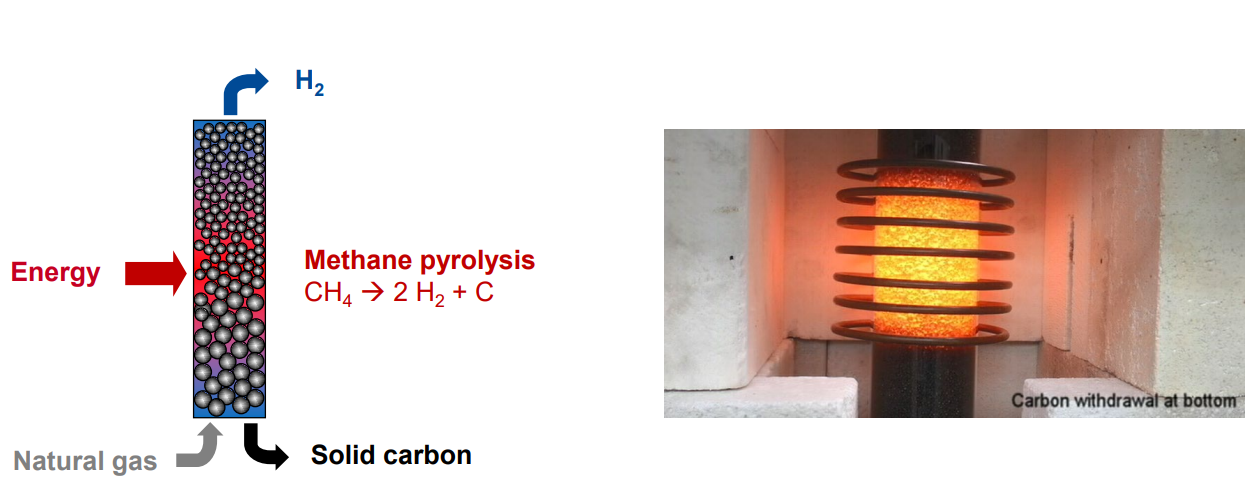 H₂
Energy
Methane pyrolysis
CH₄ → 2 H₂ + C
Natural gas
Solid carbon
Carbon withdrawal at bottom